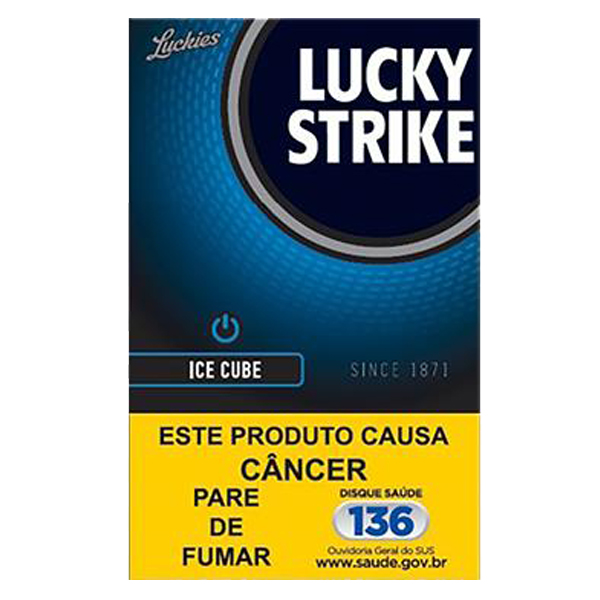 Luckies
LUCKY
STRIKE
ICE CUBE
SINCE 1871
ESTE PRODUTO CAUSA
CÂNCER
PARE
DE
FUMAR
DISQUE SAÚDE
136
Ouvidoria Geral do SUS
www.saude.gov.br